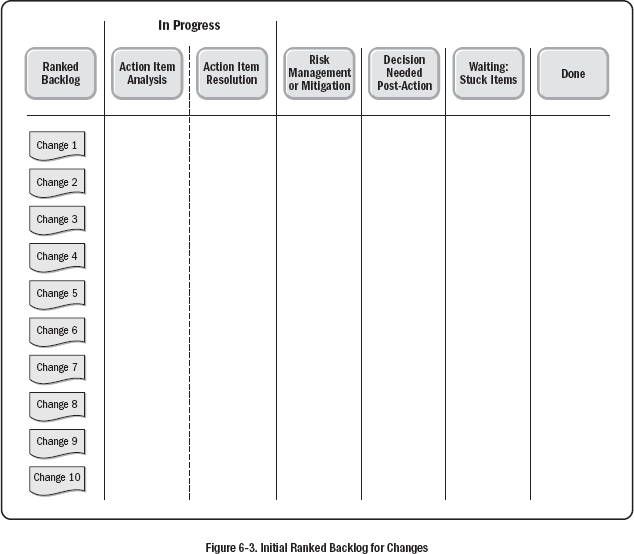 In Progress
Ranked
Backlog
Action Item
Analysis
Action Item
Resolution
Risk
Management
or Mitigation
Decision
Needed
Post-Action
Waiting:
Stuck Items
Done
Change 1
Change 2
Change 3
Change 4
Change 5
Change 6
Change 7
Change 8
Change 9
Change 10
Figure 6-3. Initial Ranked Backlog for Changes